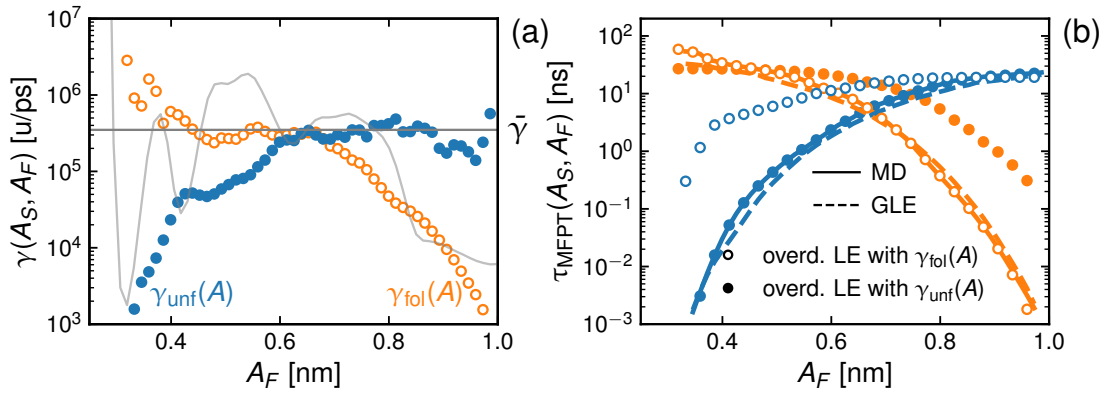 (a)
γ(A_S, A_F) [u/ps]
10^7
10^6
10^5
10^4
10^3
γ̄
γ_unf(A)
γ_fol(A)
0.4
0.6
0.8
1.0
A_F [nm]
(b)
τ_MFPT(A_S, A_F) [ns]
10^2
10^1
10^0
10^−1
10^−2
10^−3
MD
GLE
overd. LE with γ_fol(A)
overd. LE with γ_unf(A)
0.4
0.6
0.8
1.0
A_F [nm]